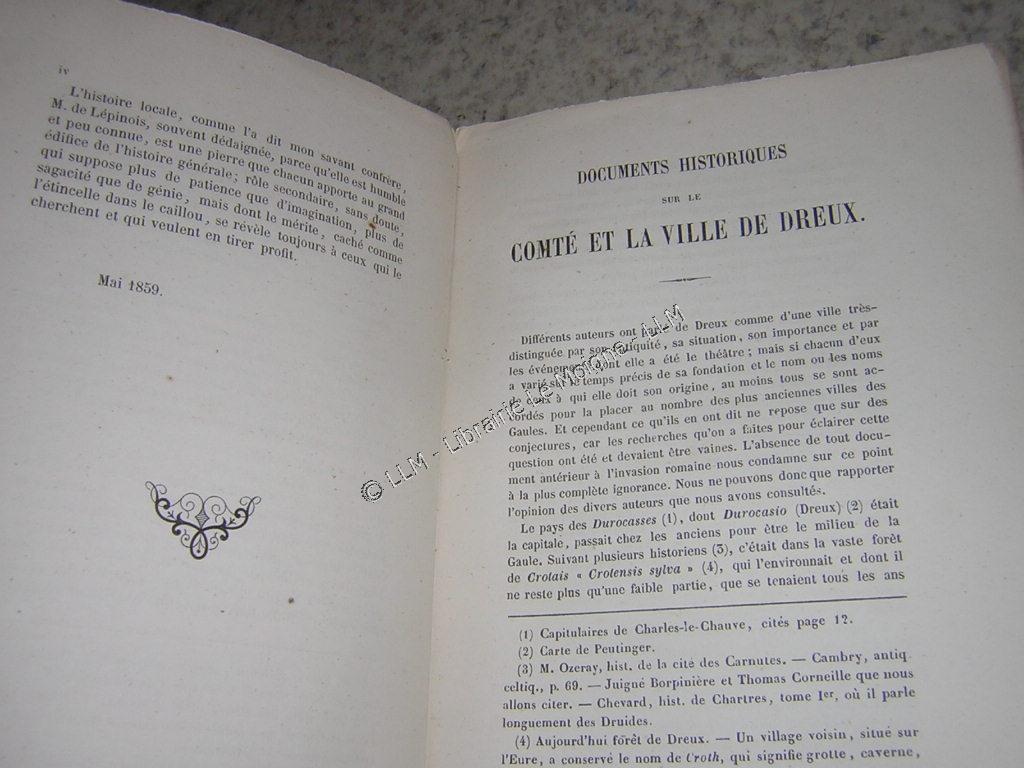 iv
L'histoire locale, comme l'a dit mon savant confrère,
M. de Lépinois, souvent dédaignée, parce qu'elle est humble
et peu connue, est une pierre que chacun apporte au grand
édifice de l'histoire générale; rôle secondaire, sans doute,
qui suppose plus de patience que d'imagination, plus de
sagacité que de génie, mais dont le mérite, caché comme
l'étincelle dans le caillou, se révèle toujours à ceux qui le
cherchent et qui veulent en tirer profit.
Mai 1859.
DOCUMENTS HISTORIQUES
SUR LE
COMTÉ ET LA VILLE DE DREUX.
Différents auteurs ont parlé de Dreux comme d'une ville très-
distinguée par son antiquité, sa situation, son importance et par
les événements dont elle a été le théâtre; mais si chacun d'eux
a varié sur le temps précis de sa fondation et le nom ou les noms
de ceux à qui elle doit son origine, au moins tous se sont ac-
cordés pour la placer au nombre des plus anciennes villes des
Gaules. Et cependant ce qu'ils en ont dit ne repose que sur des
conjectures, car les recherches qu'on a faites pour éclairer cette
question ont été et devaient être vaines. L'absence de tout docu-
ment antérieur à l'invasion romaine nous condamne sur ce point
à la plus complète ignorance. Nous ne pouvons donc que rapporter
l'opinion des divers auteurs que nous avons consultés.
Le pays des Durocasses (1), dont Durocasio (Dreux) (2) était
la capitale, passait chez les anciens pour être le milieu de la
Gaule. Suivant plusieurs historiens (3), c'était dans la vaste forêt
de Crotais « Crotensis sylva » (4), qui l'environnait et dont il
ne reste plus qu'une faible partie, que se tenaient tous les ans
(1) Capitulaires de Charles-le-Chauve, cités page 12.
(2) Carte de Peutinger.
(3) M. Ozeray, hist. de la cité des Carnutes. — Cambry, antiq.
celtiq., p. 69. — Juigné Borpinière et Thomas Corneille que nous
allons citer. — Chevard, hist. de Chartres, tome 1er, où il parle
longuement des Druides.
(4) Aujourd'hui forêt de Dreux. — Un village voisin, situé sur
l'Eure, a conservé le nom de Croth, qui signifie grotte, caverne,
© LLM - Librairie Le Moigne - LLM